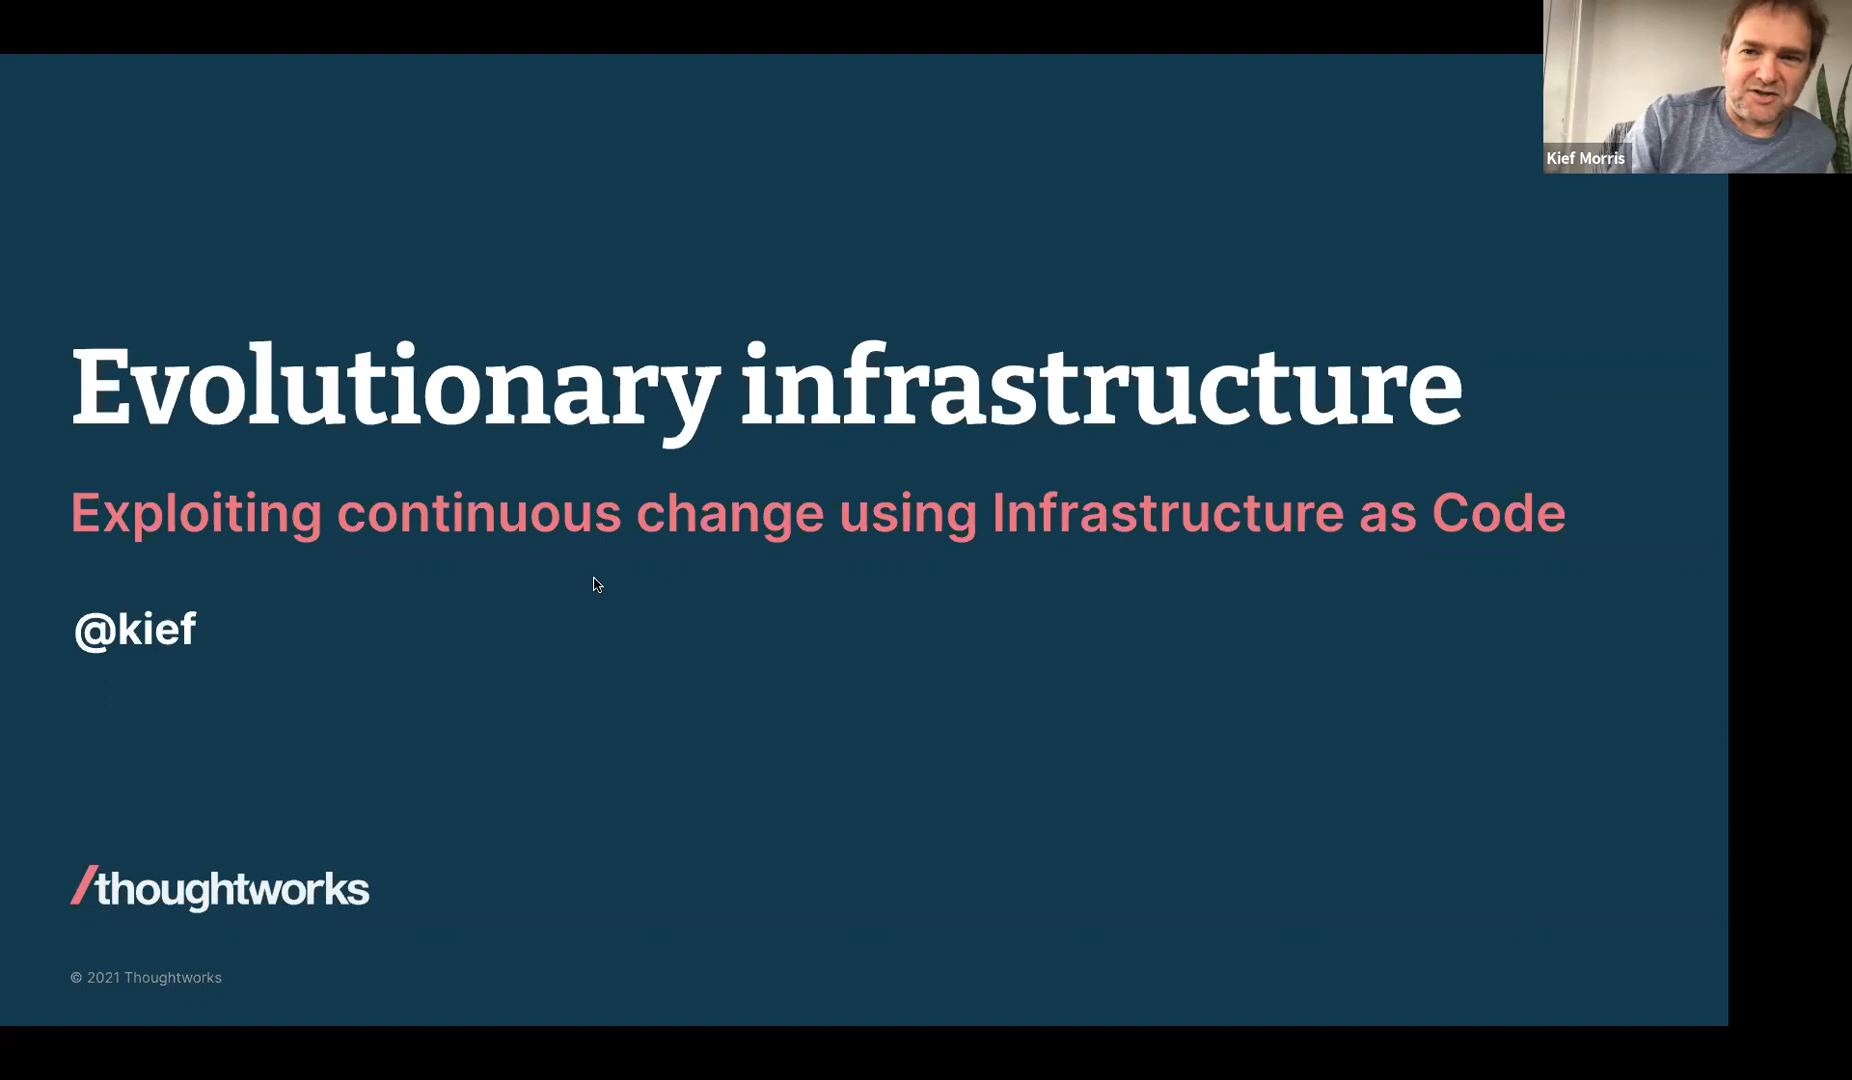 Kief Morris
Evolutionary infrastructure
Exploiting continuous change using Infrastructure as Code
@kief
/thoughtworks
© 2021 Thoughtworks